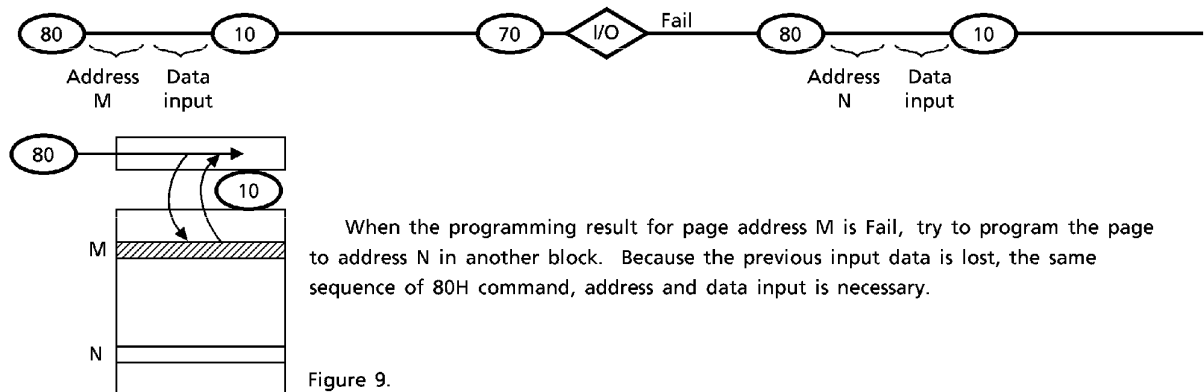 80 10 70 I/O Fail 80 10
Address Data Address Data
M input N input
80
10
When the programming result for page address M is Fail, try to program the page
M
to address N in another block. Because the previous input data is lost, the same
sequence of 80H command, address and data input is necessary.
N
Figure 9.